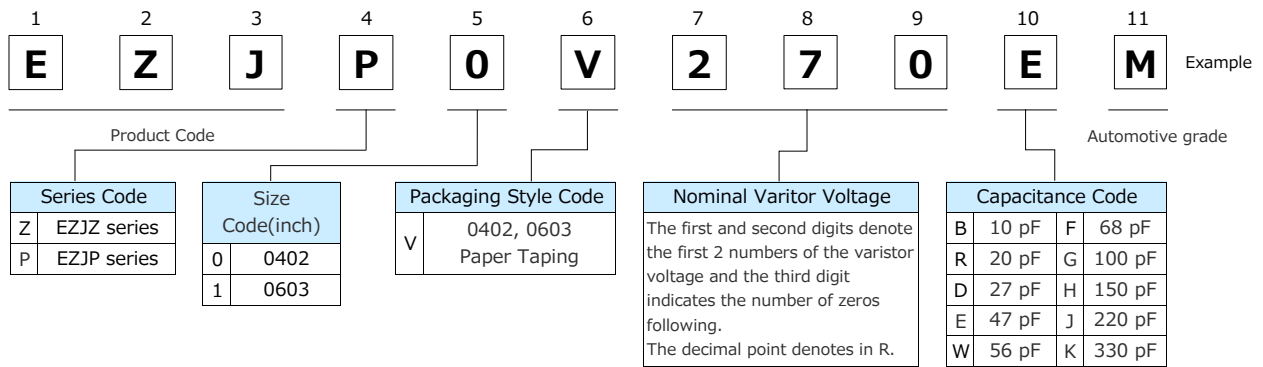 1 2 3 4 5 6 7 8 9 10 11
E Z J P 0 V 2 7 0 E M Example
Product Code
Automotive grade
Series Code
Z EZJZ series
P EZJP series
Size
Code(inch)
0 0402
1 0603
Packaging Style Code
V 0402, 0603
Paper Taping
Nominal Varitor Voltage
The first and second digits denote
the first 2 numbers of the varistor
voltage and the third digit
indicates the number of zeros
following.
The decimal point denotes in R.
Capacitance Code
B 10 pF F 68 pF
R 20 pF G 100 pF
D 27 pF H 150 pF
E 47 pF J 220 pF
W 56 pF K 330 pF